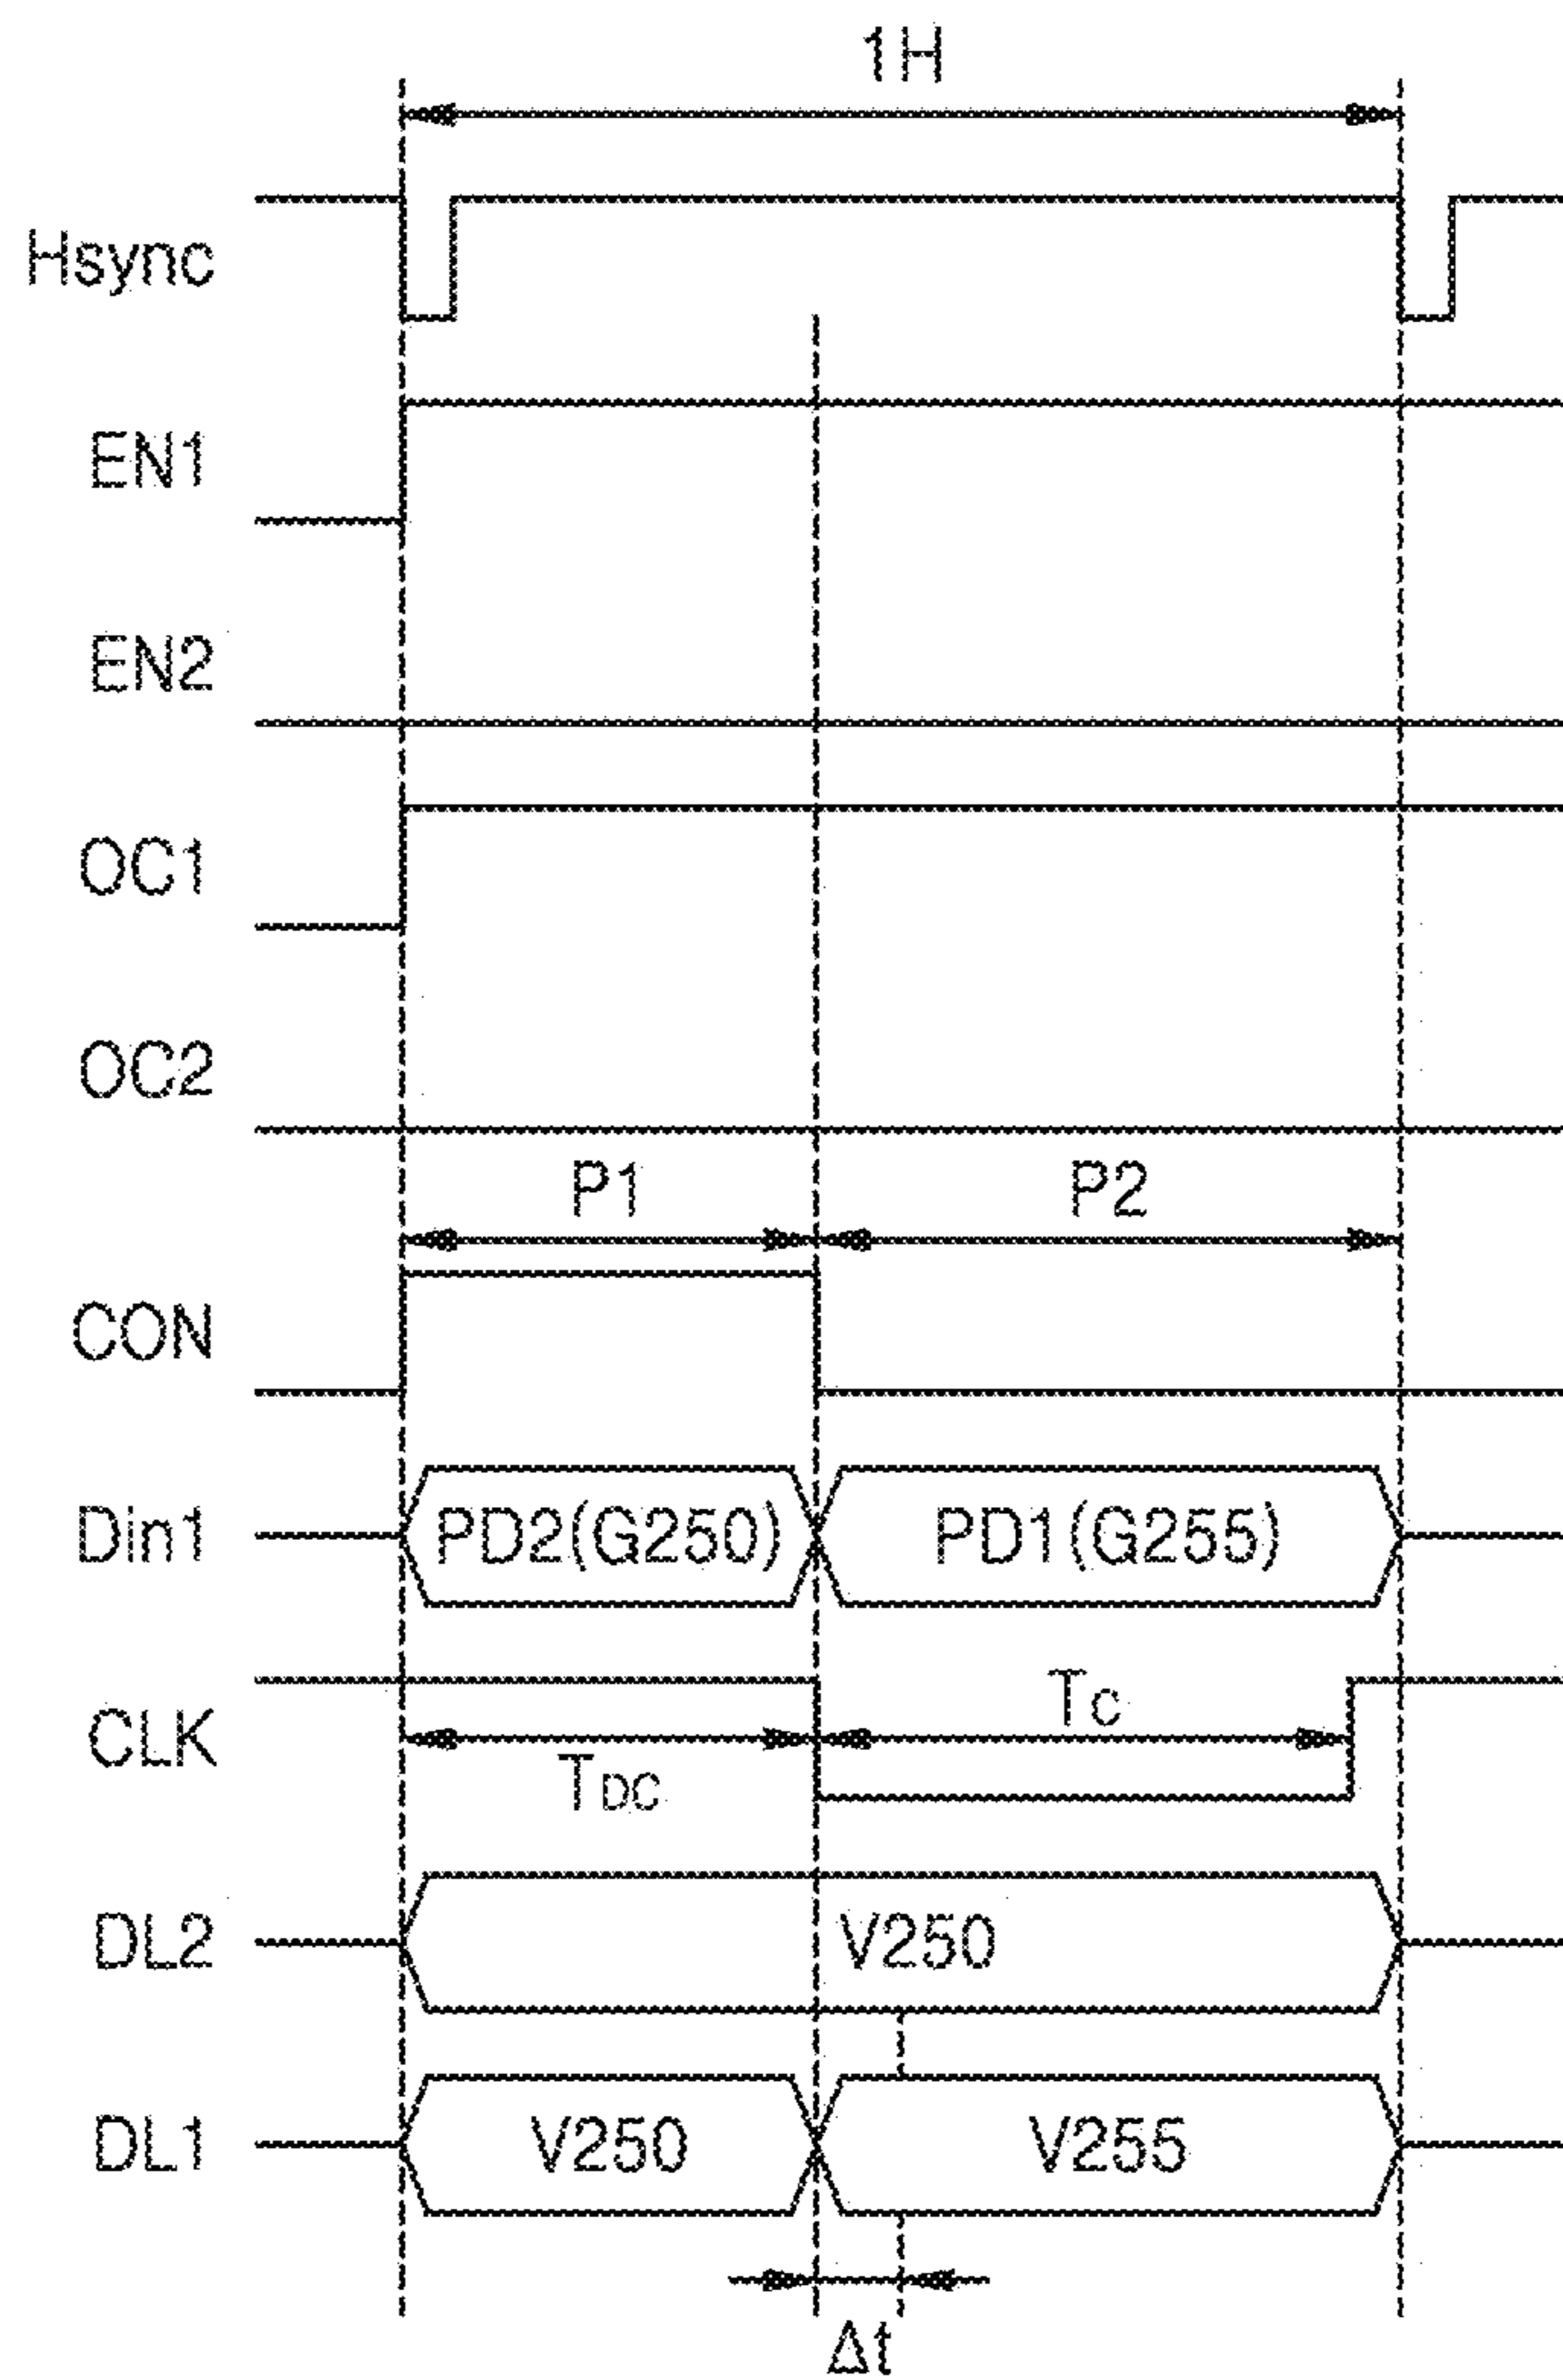 1H
Hsync
EN1
EN2
OC1
OC2
P1 P2
CON
Din1 PD2(G250) PD1(G255)
CLK TDC TC
DL2 V250
DL1 V250 V255
Δt